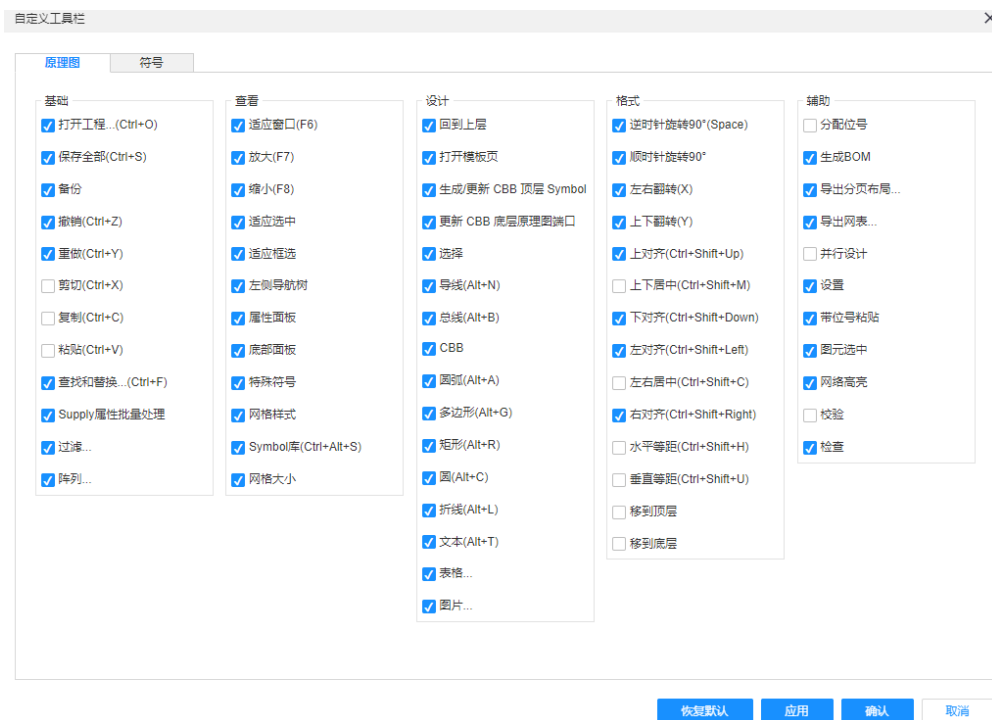 自定义工具栏
原理图
符号
基础
打开工程...(Ctrl+O)
保存全部(Ctrl+S)
备份
撤销(Ctrl+Z)
重做(Ctrl+Y)
剪切(Ctrl+X)
复制(Ctrl+C)
粘贴(Ctrl+V)
查找和替换...(Ctrl+F)
Supply属性批量处理
过滤...
阵列...
查看
适应窗口(F6)
放大(F7)
缩小(F8)
适应选中
适应框选
左侧导航树
属性面板
底部面板
特殊符号
网格样式
Symbol库(Ctrl+Alt+S)
网格大小
设计
回到上层
打开模板页
生成/更新 CBB 顶层 Symbol
更新 CBB 底层原理图端口
选择
导线(Alt+N)
总线(Alt+B)
CBB
圆弧(Alt+A)
多边形(Alt+G)
矩形(Alt+R)
圆(Alt+C)
折线(Alt+L)
文本(Alt+T)
表格...
图片...
格式
逆时针旋转90°(Space)
顺时针旋转90°
左右翻转(X)
上下翻转(Y)
上对齐(Ctrl+Shift+Up)
上下居中(Ctrl+Shift+M)
下对齐(Ctrl+Shift+Down)
左对齐(Ctrl+Shift+Left)
左右居中(Ctrl+Shift+C)
右对齐(Ctrl+Shift+Right)
水平等距(Ctrl+Shift+H)
垂直等距(Ctrl+Shift+U)
移到顶层
移到底层
辅助
分配位号
生成BOM
导出分页布局...
导出网表...
并行设计
设置
带位号粘贴
图元选中
网络高亮
校验
检查
恢复默认
应用
确认
取消